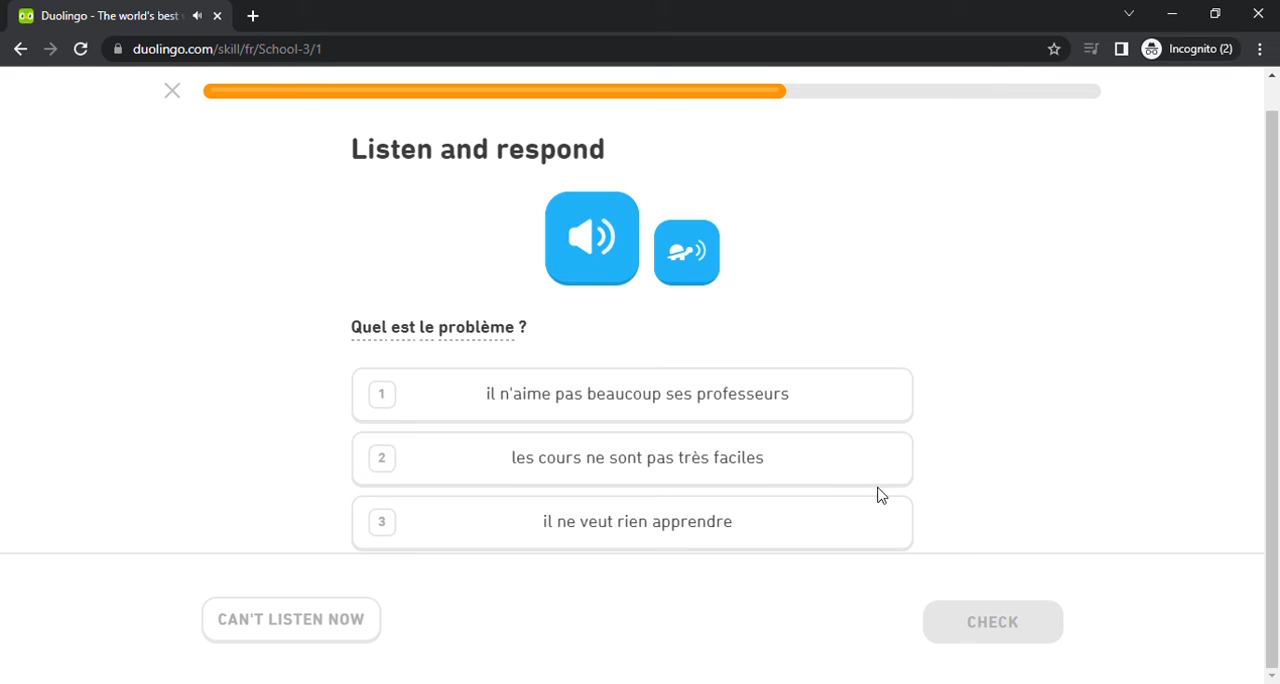 Duolingo - The world's best
duolingo.com/skill/fr/School-3/1
Incognito (2)
Listen and respond
Quel est le problème ?
1 il n'aime pas beaucoup ses professeurs
2 les cours ne sont pas très faciles
3 il ne veut rien apprendre
CAN'T LISTEN NOW
CHECK